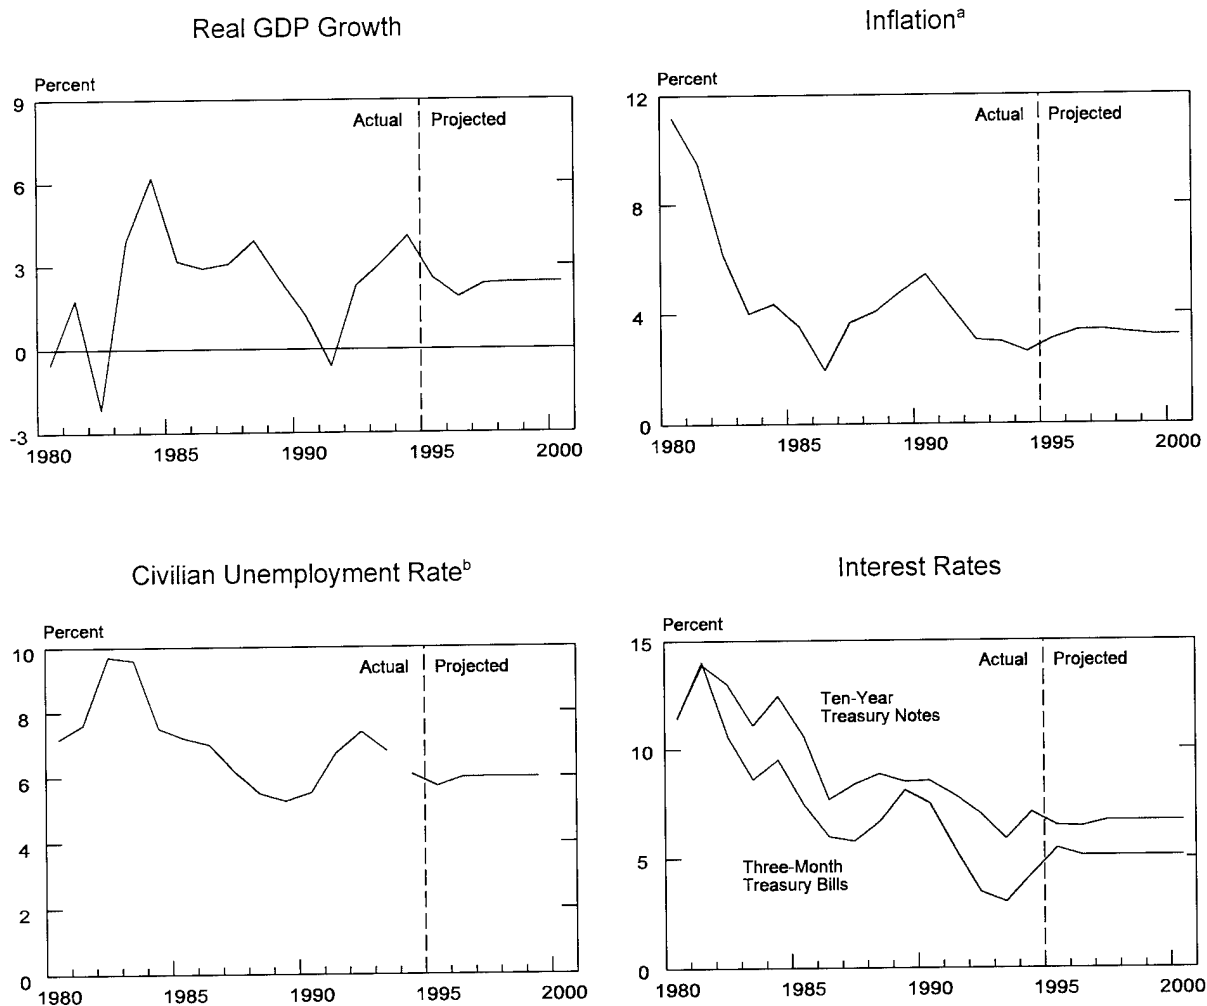 Real GDP Growth
Percent
9
6
3
0
-3
Actual
Projected
1980
1985
1990
1995
2000
Inflationᵃ
Percent
12
8
4
0
Actual
Projected
1980
1985
1990
1995
2000
Civilian Unemployment Rateᵇ
Percent
10
8
6
4
2
0
Actual
Projected
1980
1985
1990
1995
2000
Interest Rates
Percent
15
10
5
0
Actual
Projected
Ten-Year
Treasury Notes
Three-Month
Treasury Bills
1980
1985
1990
1995
2000